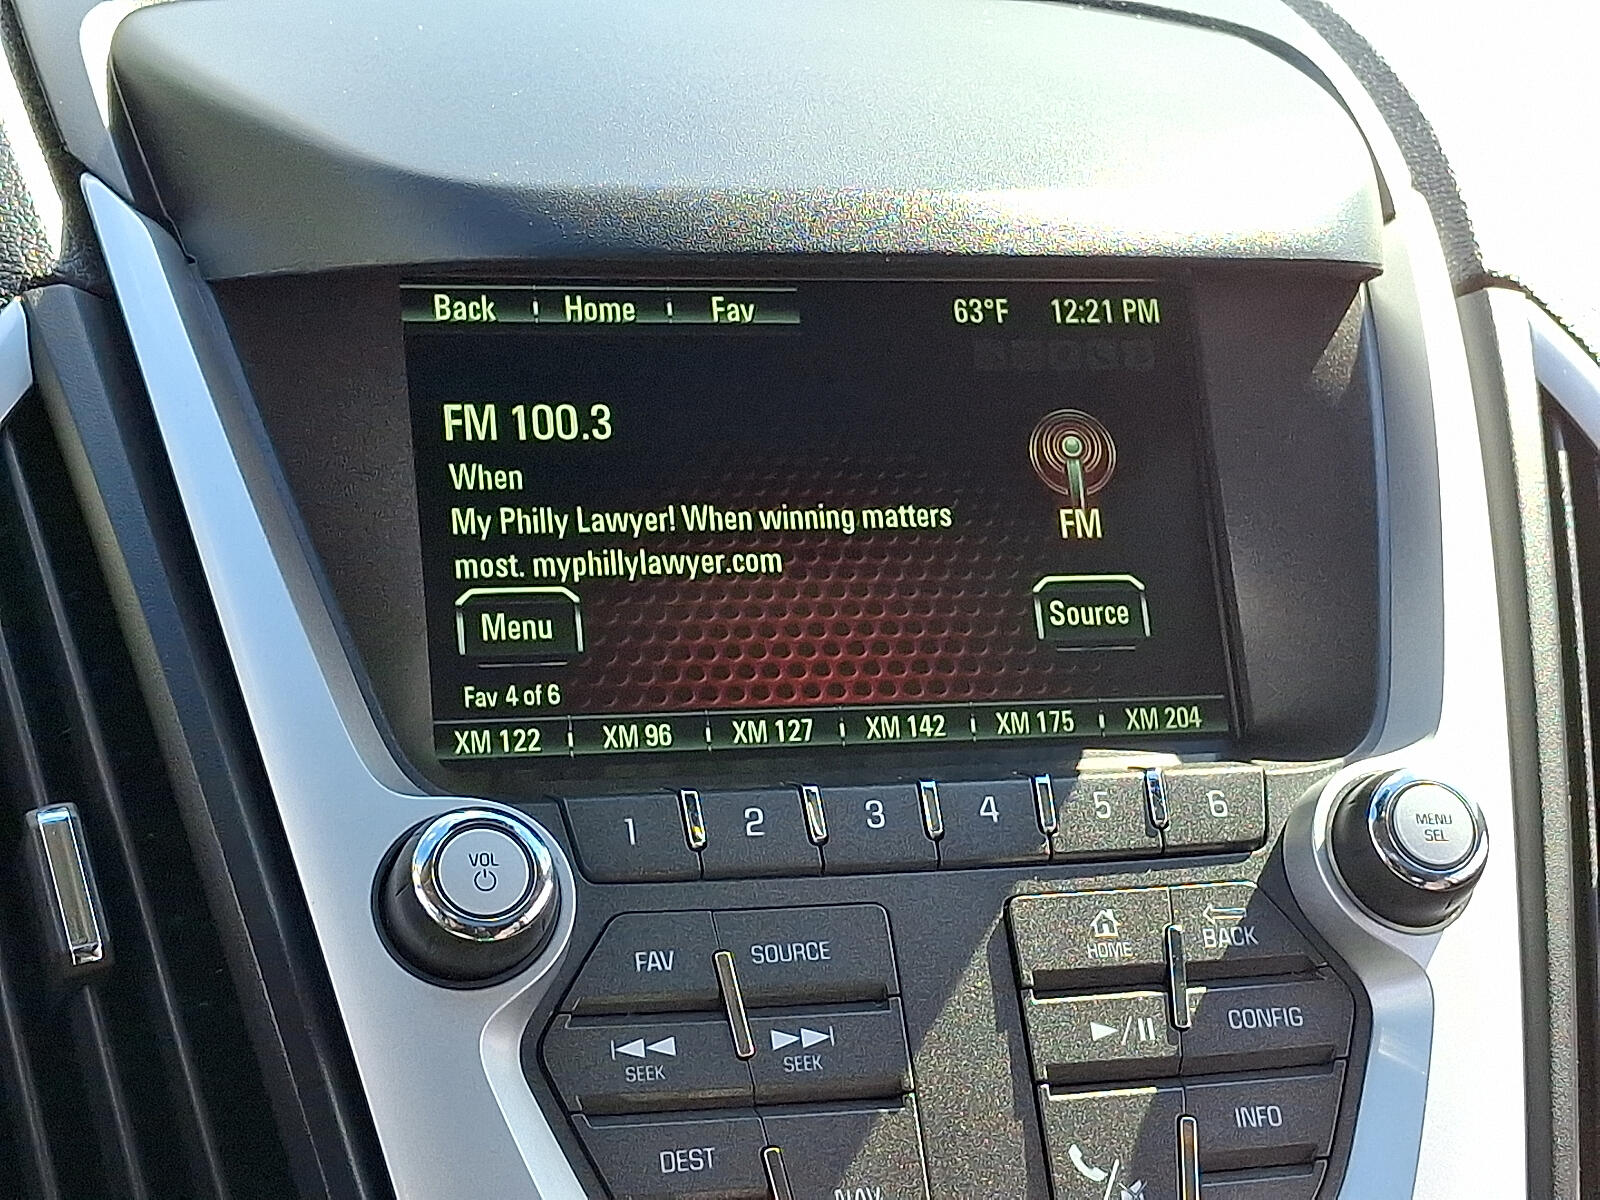 Back Home Fav 63°F 12:21 PM
FM 100.3
When
My Philly Lawyer! When winning matters
most. myphillylawyer.com
FM
Menu
Source
Fav 4 of 6
XM 122 XM 96 XM 127 XM 142 XM 175 XM 204
1 2 3 4 5 6
VOL
MENU
SEL
FAV SOURCE
HOME BACK
SEEK SEEK
CONFIG
DEST
INFO
NAV